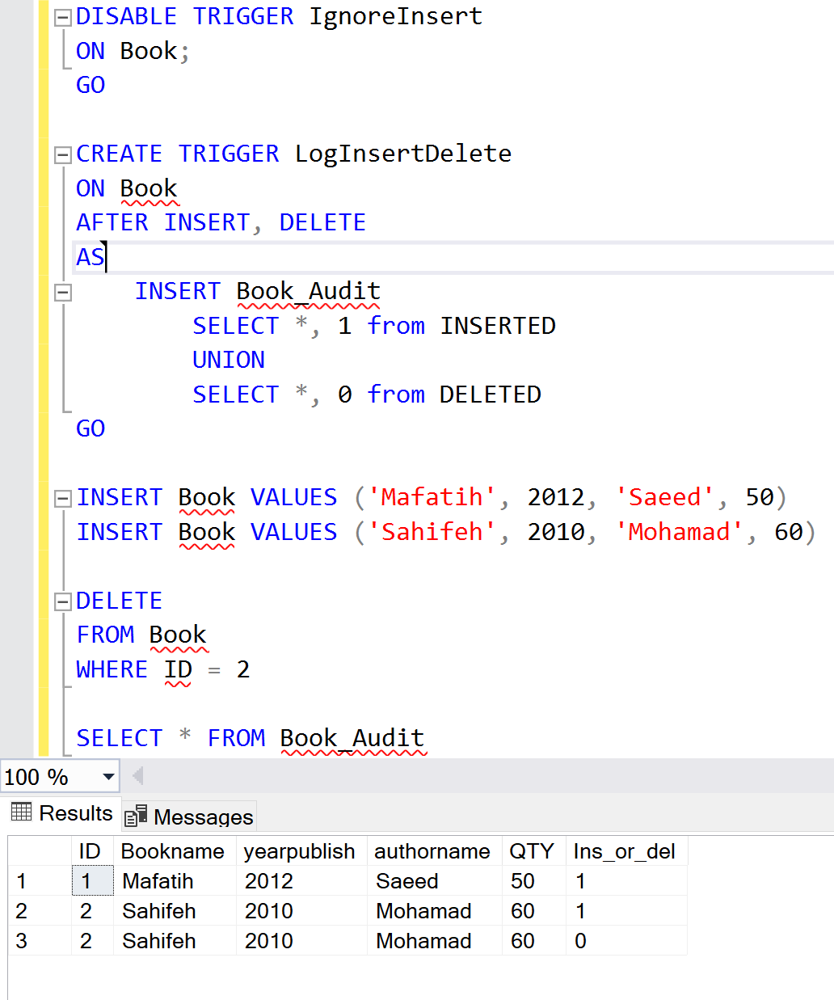 DISABLE TRIGGER IgnoreInsert
ON Book;
GO
CREATE TRIGGER LogInsertDelete
ON Book
AFTER INSERT, DELETE
AS
INSERT Book_Audit
SELECT *, 1 from INSERTED
UNION
SELECT *, 0 from DELETED
GO
INSERT Book VALUES ('Mafatih', 2012, 'Saeed', 50)
INSERT Book VALUES ('Sahifeh', 2010, 'Mohamad', 60)
DELETE
FROM Book
WHERE ID = 2
SELECT * FROM Book_Audit
100 %
Results Messages
ID Bookname yearpublish authorname QTY Ins_or_del
1 1 Mafatih 2012 Saeed 50 1
2 2 Sahifeh 2010 Mohamad 60 1
3 2 Sahifeh 2010 Mohamad 60 0